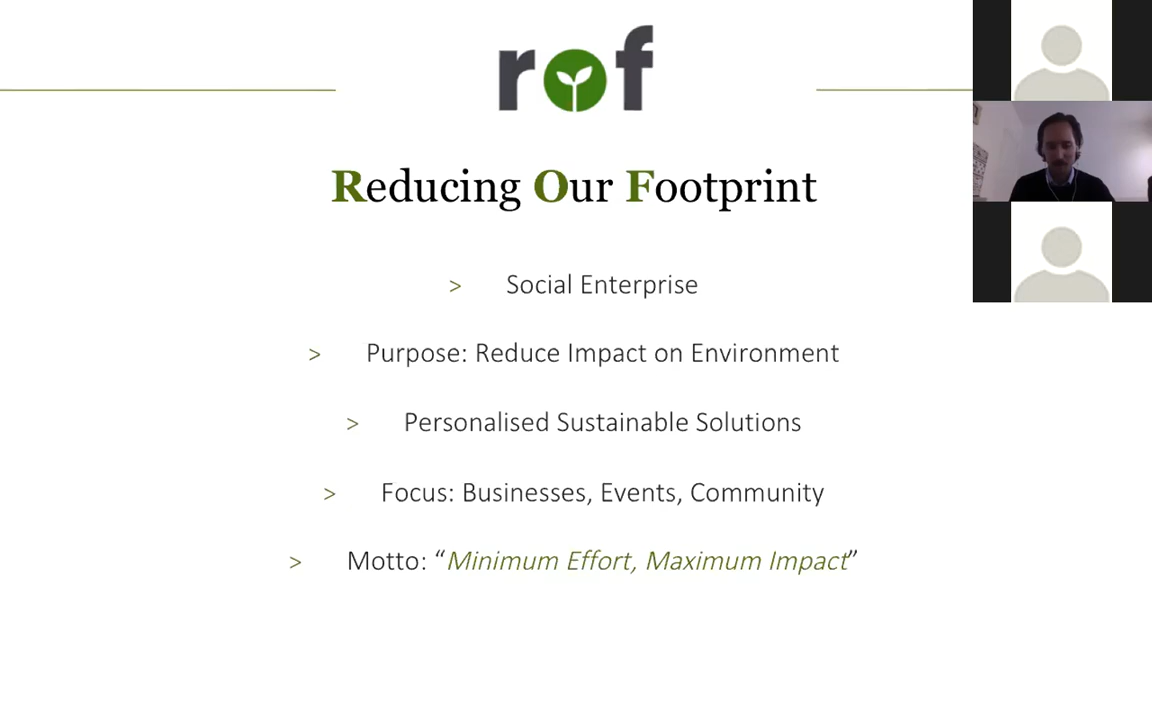 rof
Reducing Our Footprint
> Social Enterprise
> Purpose: Reduce Impact on Environment
> Personalised Sustainable Solutions
> Focus: Businesses, Events, Community
> Motto: “Minimum Effort, Maximum Impact”